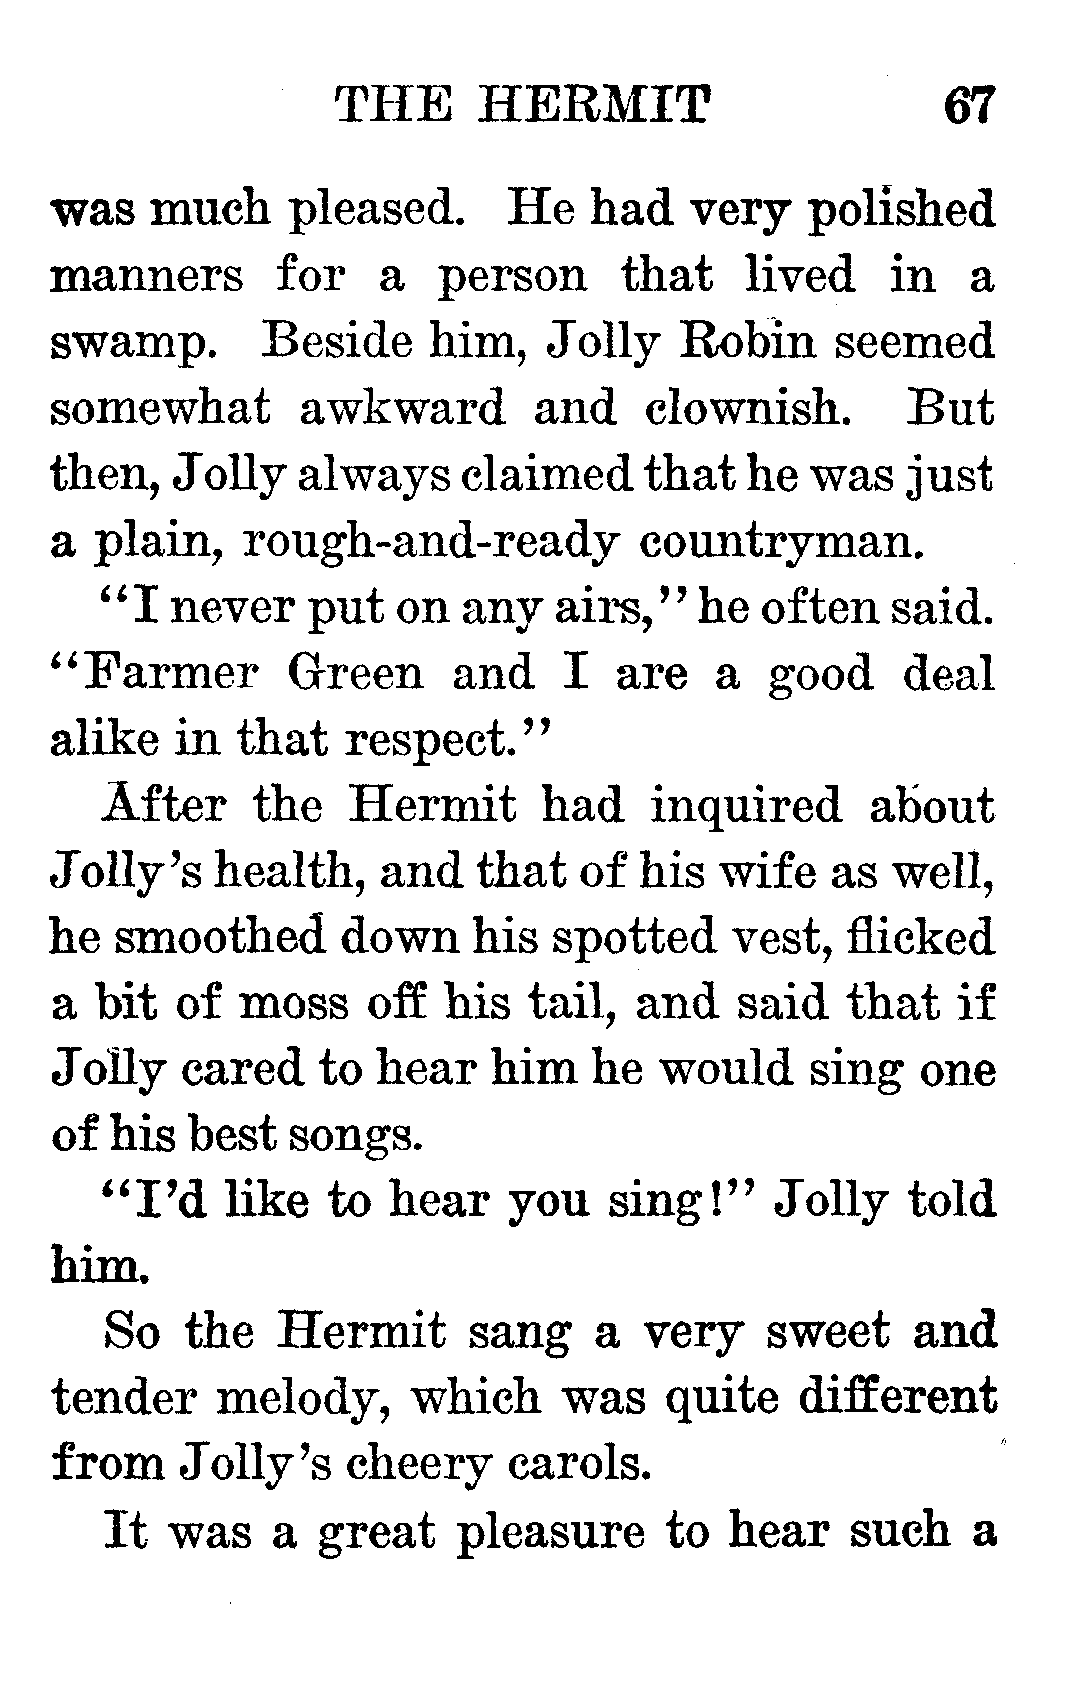 THE HERMIT 67
was much pleased. He had very polished
manners for a person that lived in a
swamp. Beside him, Jolly Robin seemed
somewhat awkward and clownish. But
then, Jolly always claimed that he was just
a plain, rough-and-ready countryman.
"I never put on any airs," he often said.
"Farmer Green and I are a good deal
alike in that respect."
After the Hermit had inquired about
Jolly's health, and that of his wife as well,
he smoothed down his spotted vest, flicked
a bit of moss off his tail, and said that if
Jolly cared to hear him he would sing one
of his best songs.
"I'd like to hear you sing!" Jolly told
him.
So the Hermit sang a very sweet and
tender melody, which was quite different
from Jolly's cheery carols.
It was a great pleasure to hear such a